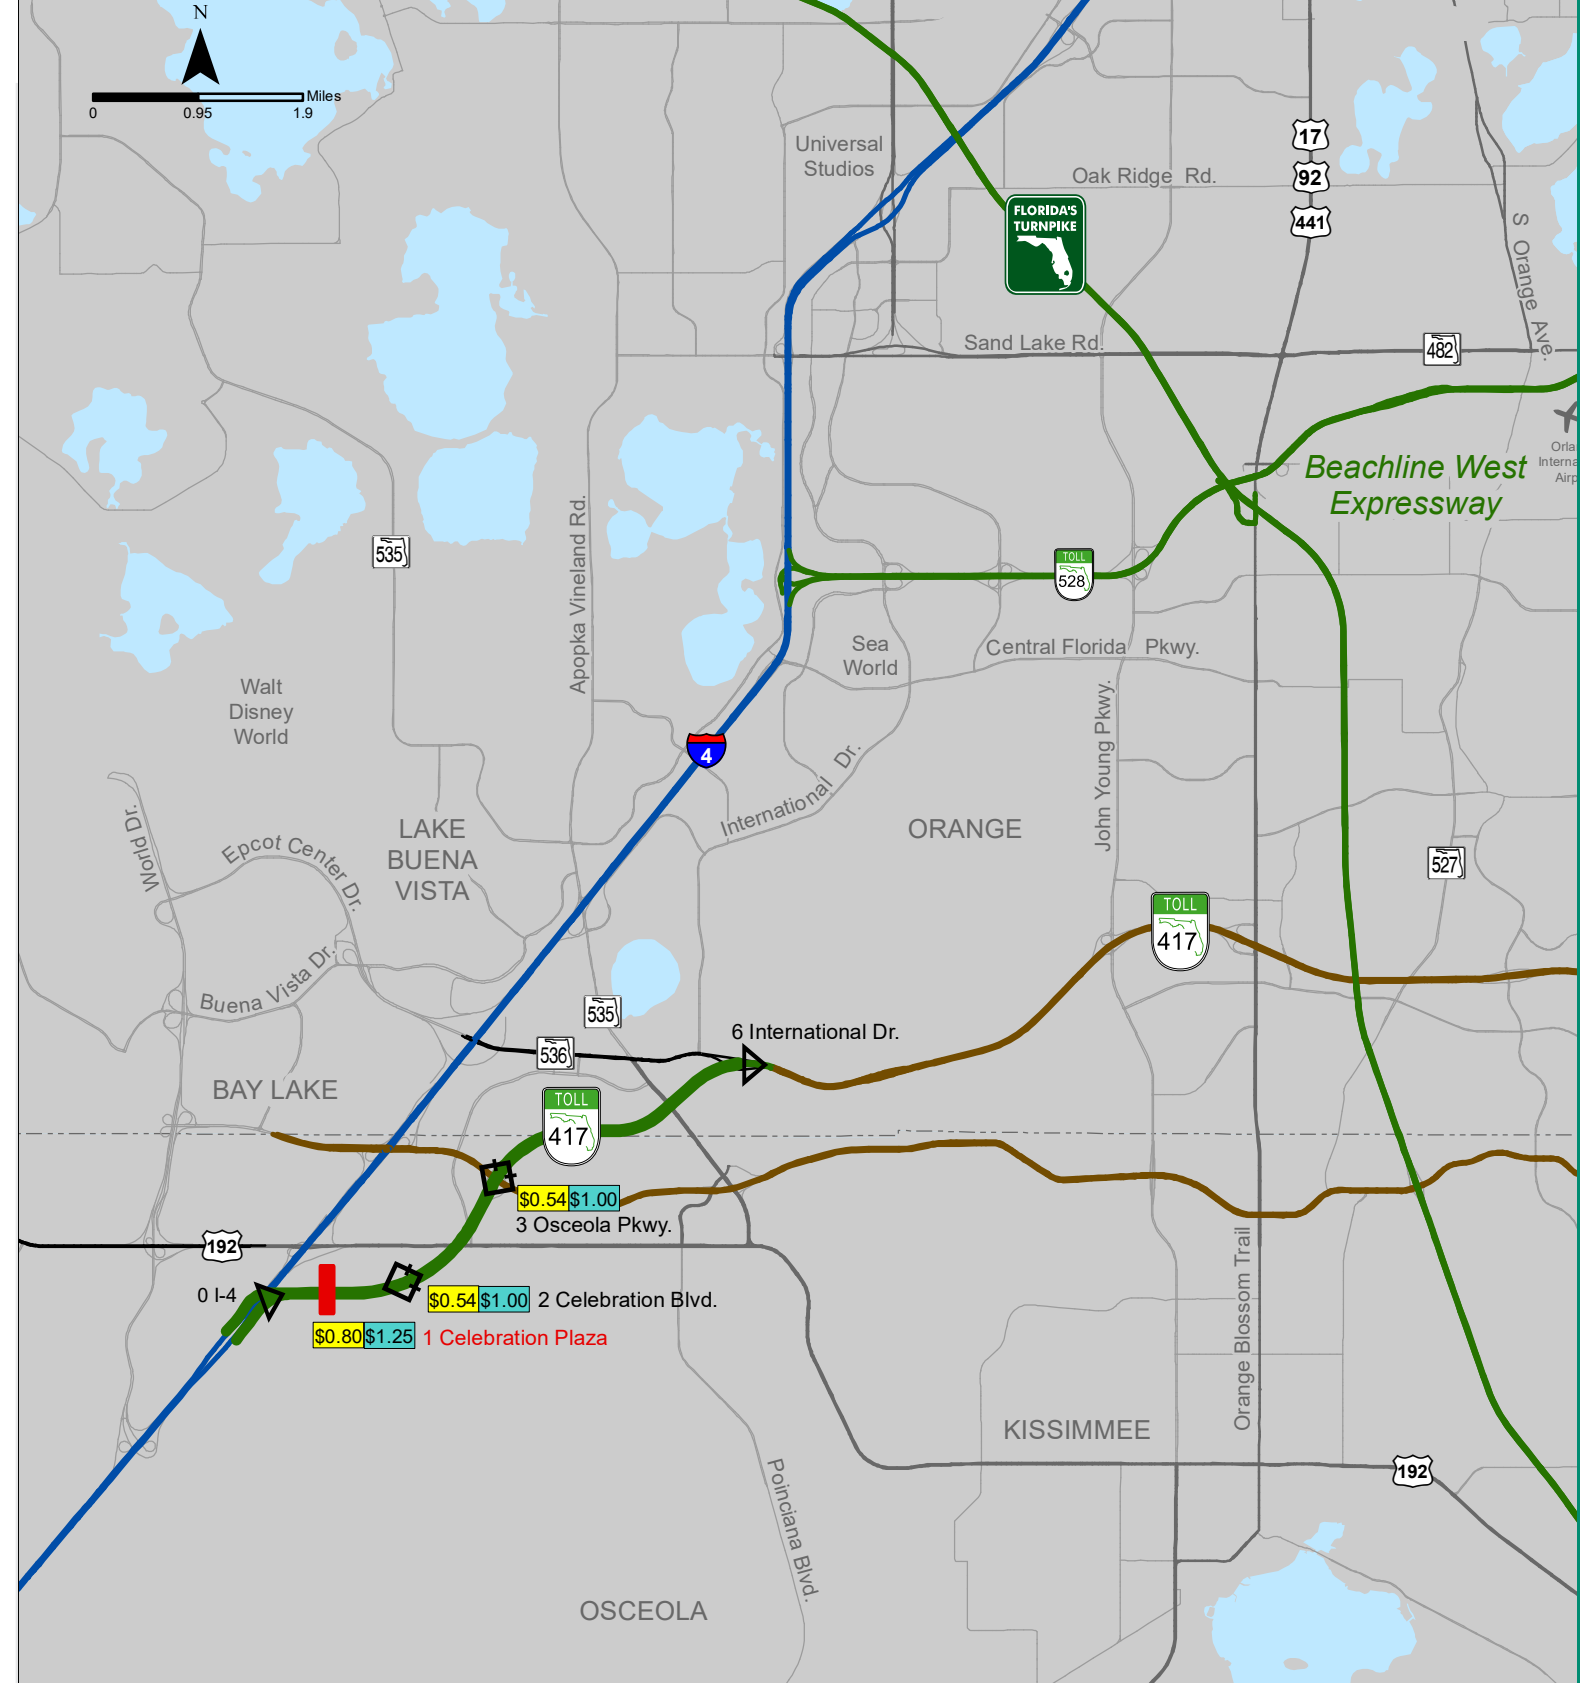 N
Miles
0
0.95
1.9
Universal
Studios
17
92
441
Oak Ridge Rd.
FLORIDA'S
TURNPIKE
S Orange Ave.
Sand Lake Rd.
482
Beachline West
Expressway
535
Apopka Vineland Rd.
TOLL
528
Sea
World
Central Florida Pkwy.
Walt
Disney
World
4
John Young Pkwy.
International Dr.
World Dr.
Epcot Center Dr.
LAKE
BUENA
VISTA
ORANGE
527
TOLL
417
Buena Vista Dr.
535
6 International Dr.
536
BAY LAKE
TOLL
417
$0.54 $1.00
3 Osceola Pkwy.
192
0 I-4
$0.54 $1.00 2 Celebration Blvd.
$0.80 $1.25 1 Celebration Plaza
Orange Blossom Trail
KISSIMMEE
192
Poinciana Blvd.
OSCEOLA